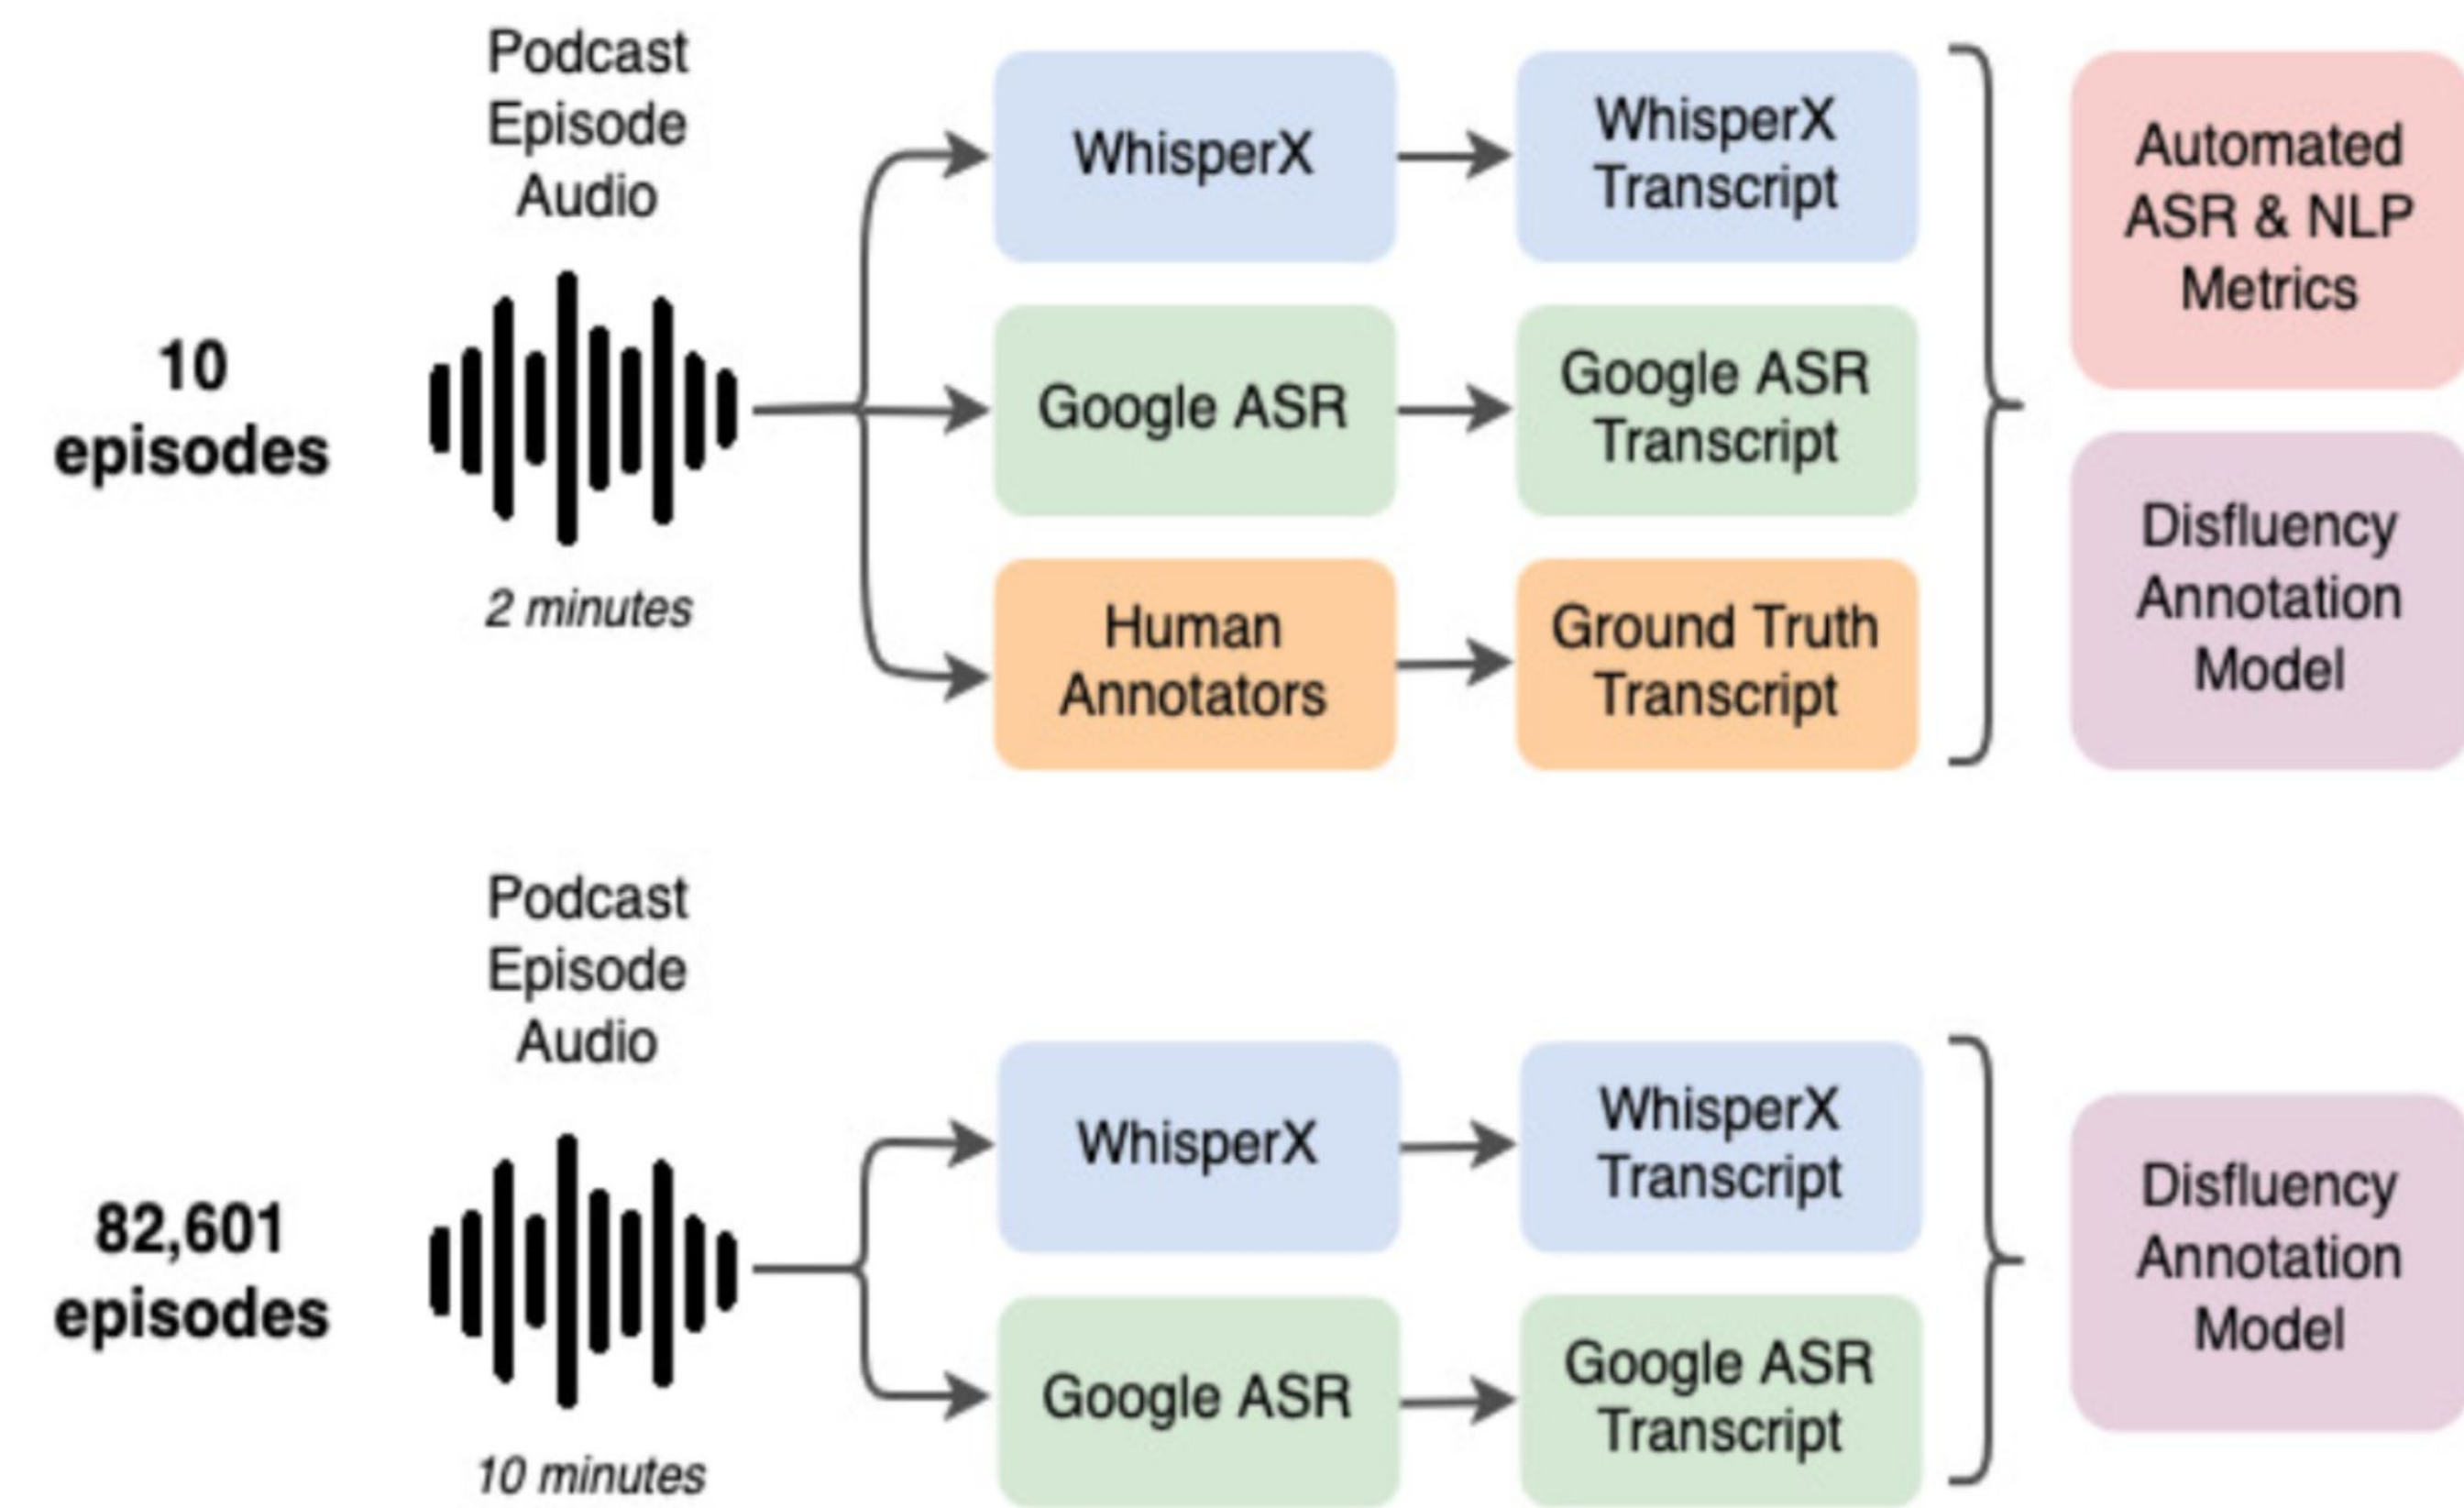 Podcast
Episode
Audio
10
episodes
2 minutes
WhisperX
WhisperX
Transcript
Google ASR
Google ASR
Transcript
Human
Annotators
Ground Truth
Transcript
Automated
ASR & NLP
Metrics
Disfluency
Annotation
Model
Podcast
Episode
Audio
82,601
episodes
10 minutes
WhisperX
WhisperX
Transcript
Google ASR
Google ASR
Transcript
Disfluency
Annotation
Model